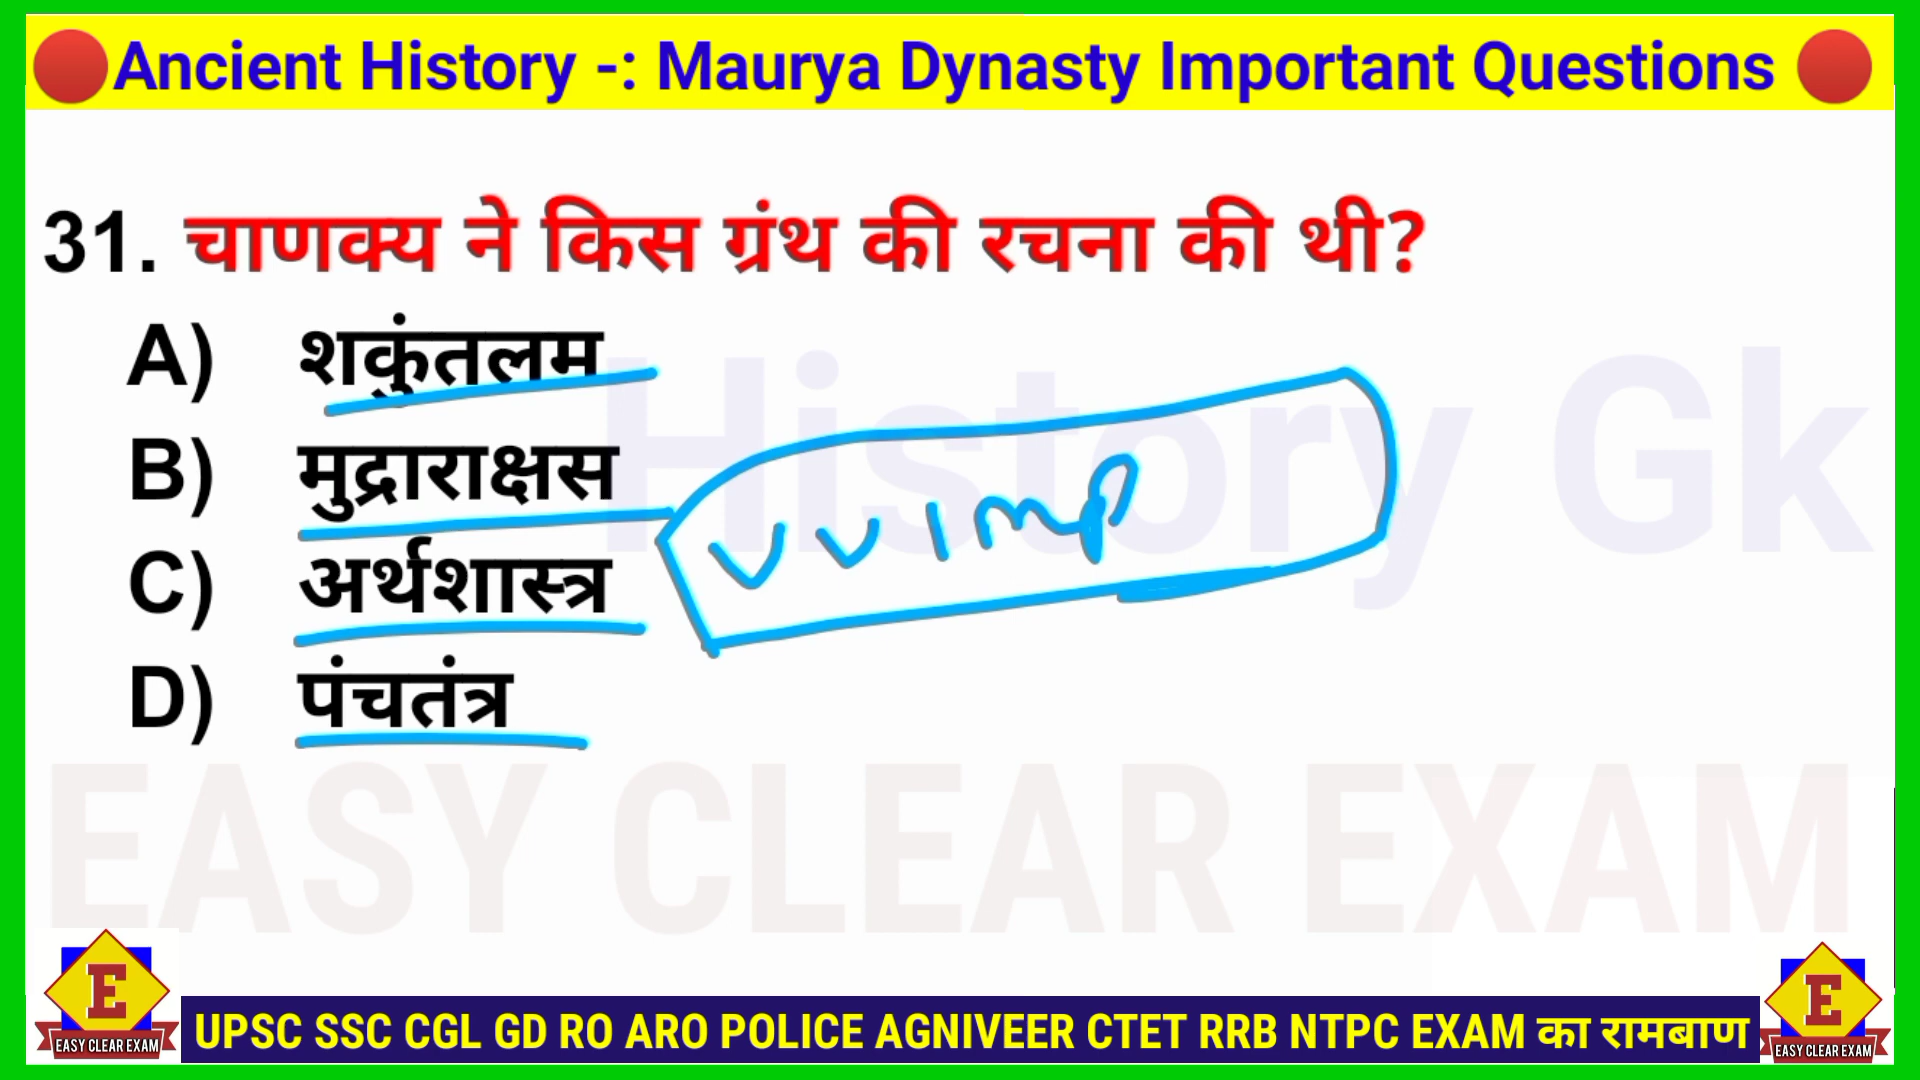 Ancient History -: Maurya Dynasty Important Questions
31. चाणक्य ने किस ग्रंथ की रचना की थी?
A) शकुंतलम
B) मुद्राराक्षस
C) अर्थशास्त्र
D) पंचतंत्र
V V Imp
History Gk
EASY CLEAR EXAM
E
EASY CLEAR EXAM
UPSC SSC CGL GD RO ARO POLICE AGNIVEER CTET RRB NTPC EXAM का रामबाण
E
EASY CLEAR EXAM